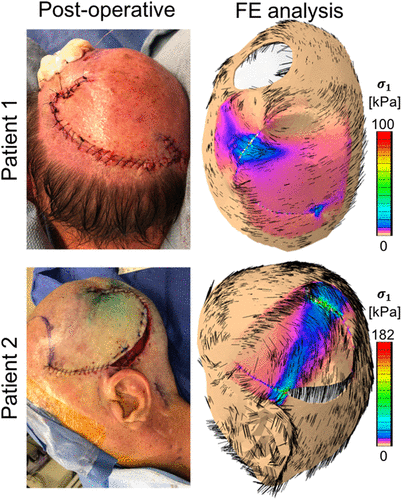 Post-operative FE analysis
Patient 1
σ₁
[kPa]
100
0
Patient 2
σ₁
[kPa]
182
0